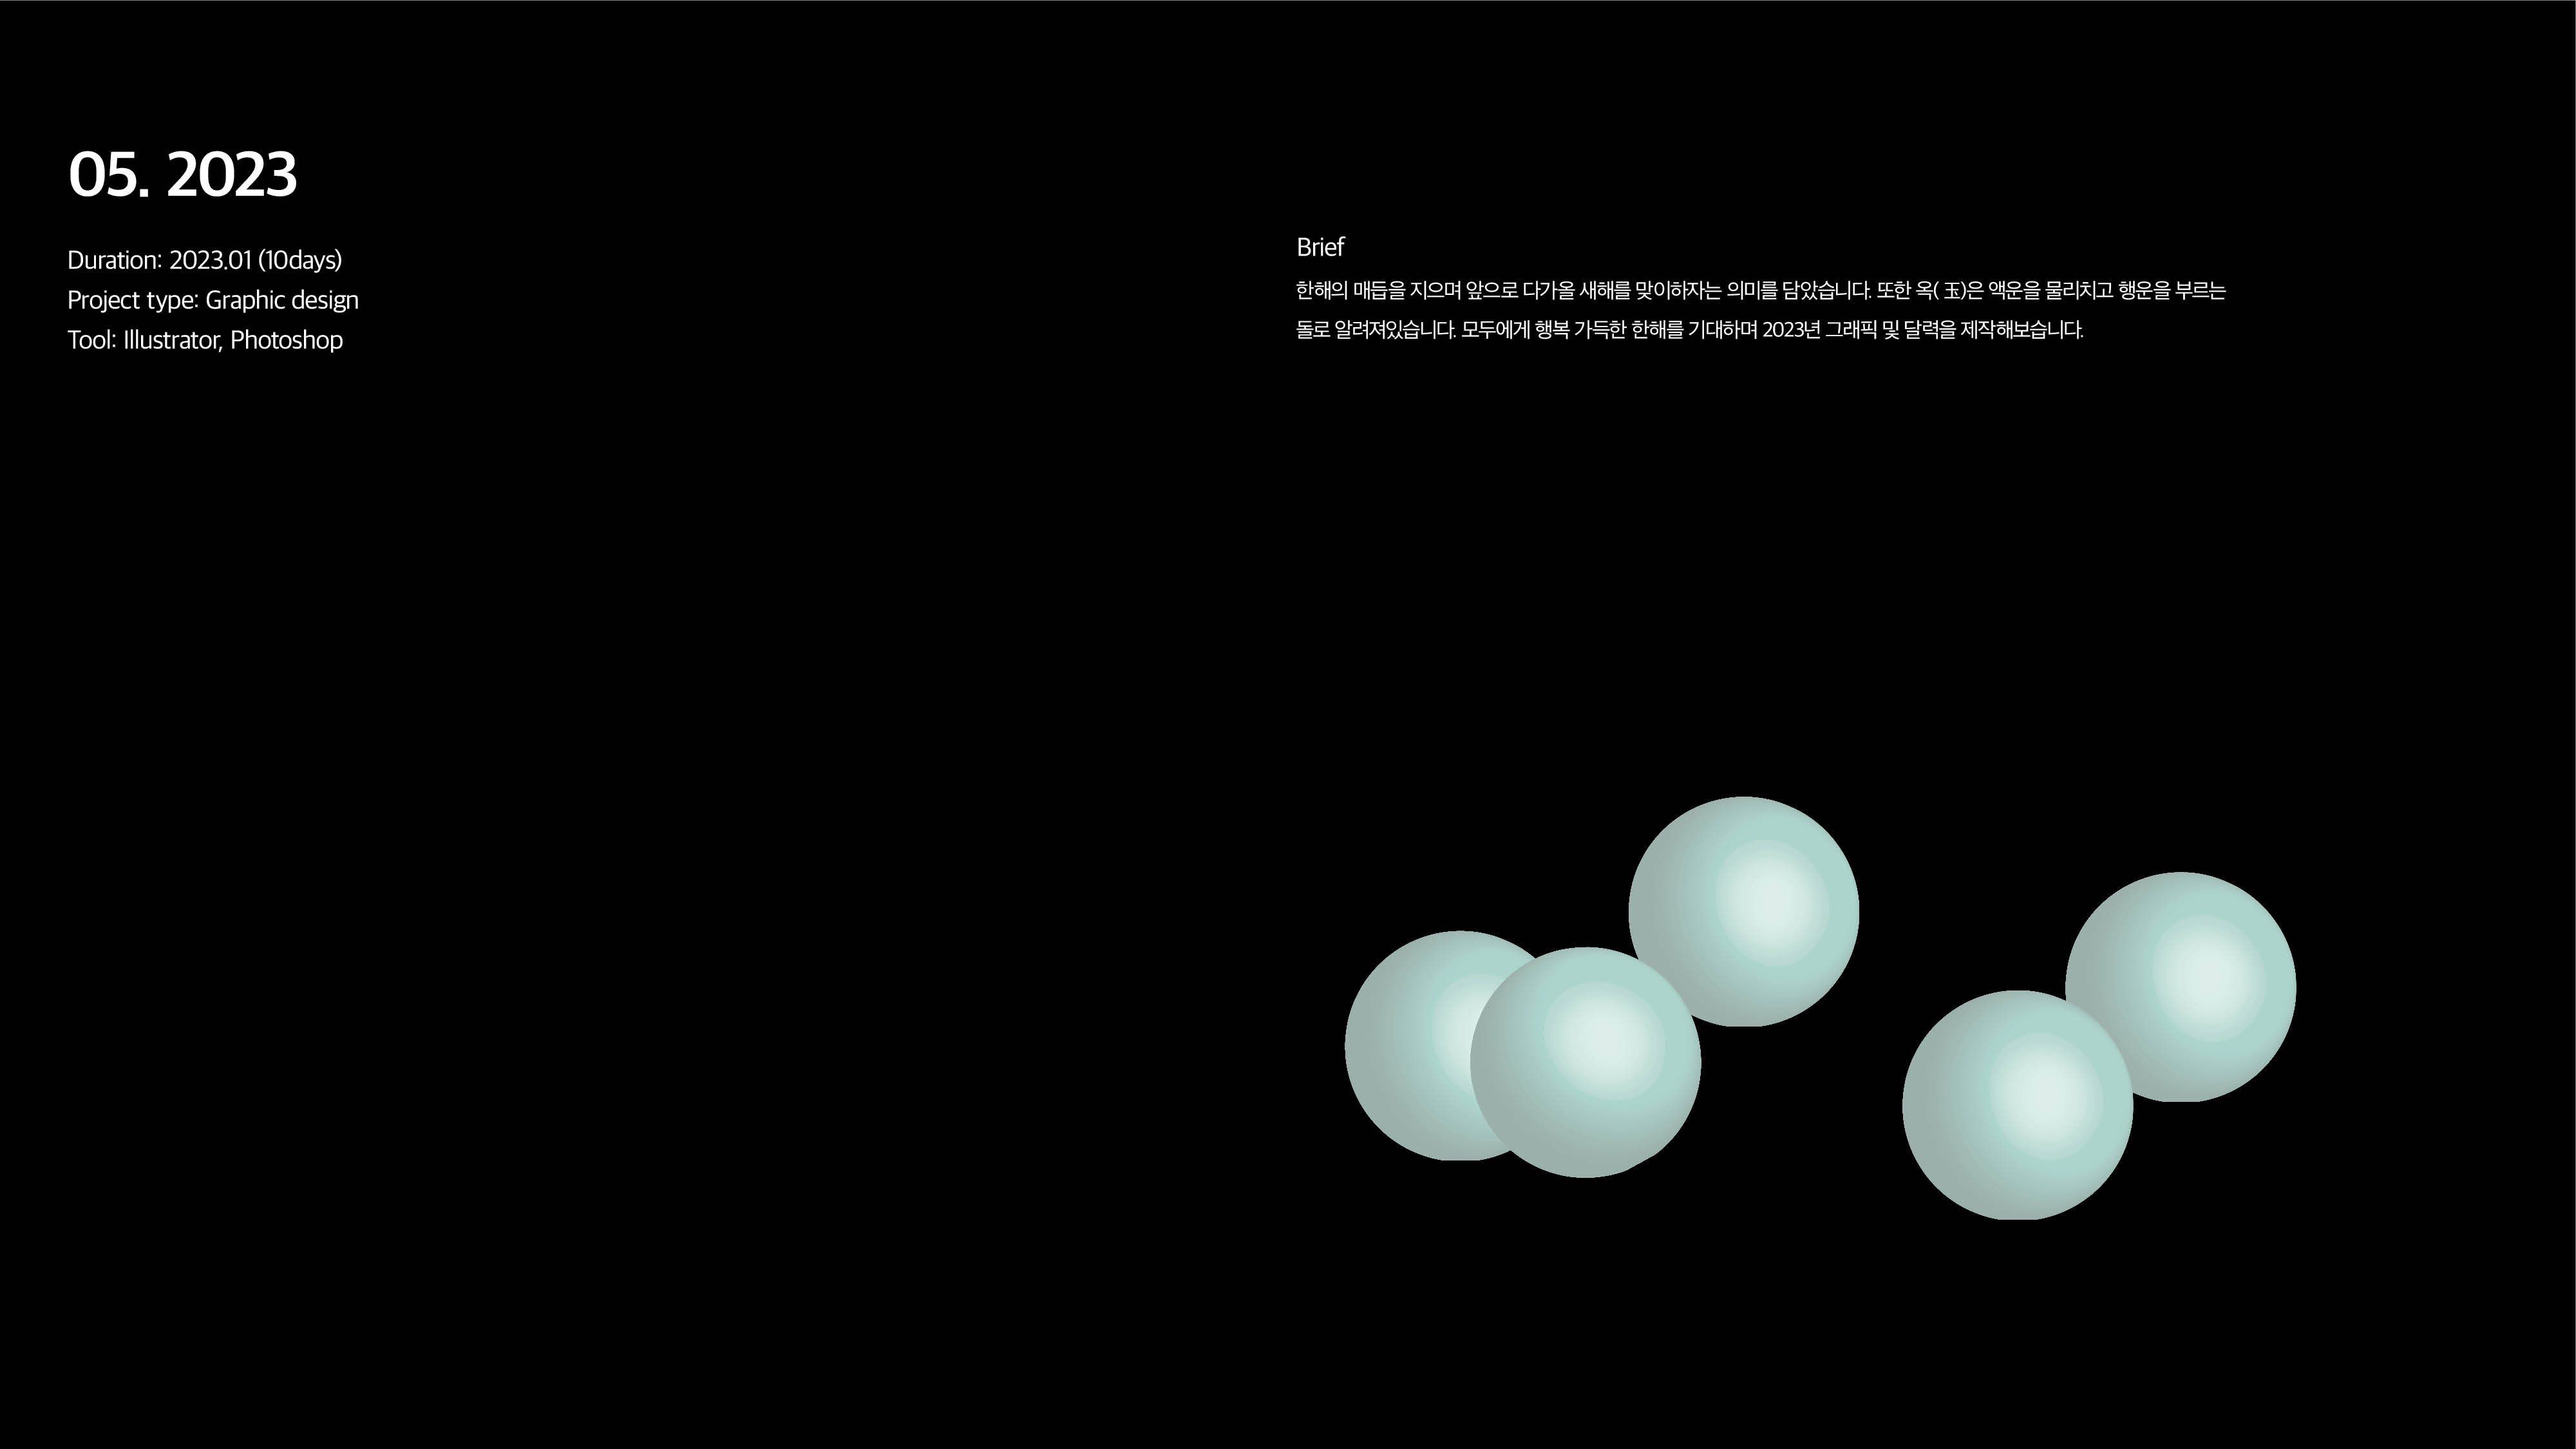 05. 2023
Duration: 2023.01 (10days)
Project type: Graphic design
Tool: Illustrator, Photoshop
Brief
한해의 매듭을 지으며 앞으로 다가올 새해를 맞이하자는 의미를 담았습니다. 또한 옥( 玉)은 액운을 물리치고 행운을 부르는
돌로 알려져있습니다. 모두에게 행복 가득한 한해를 기대하며 2023년 그래픽 및 달력을 제작해보습니다.